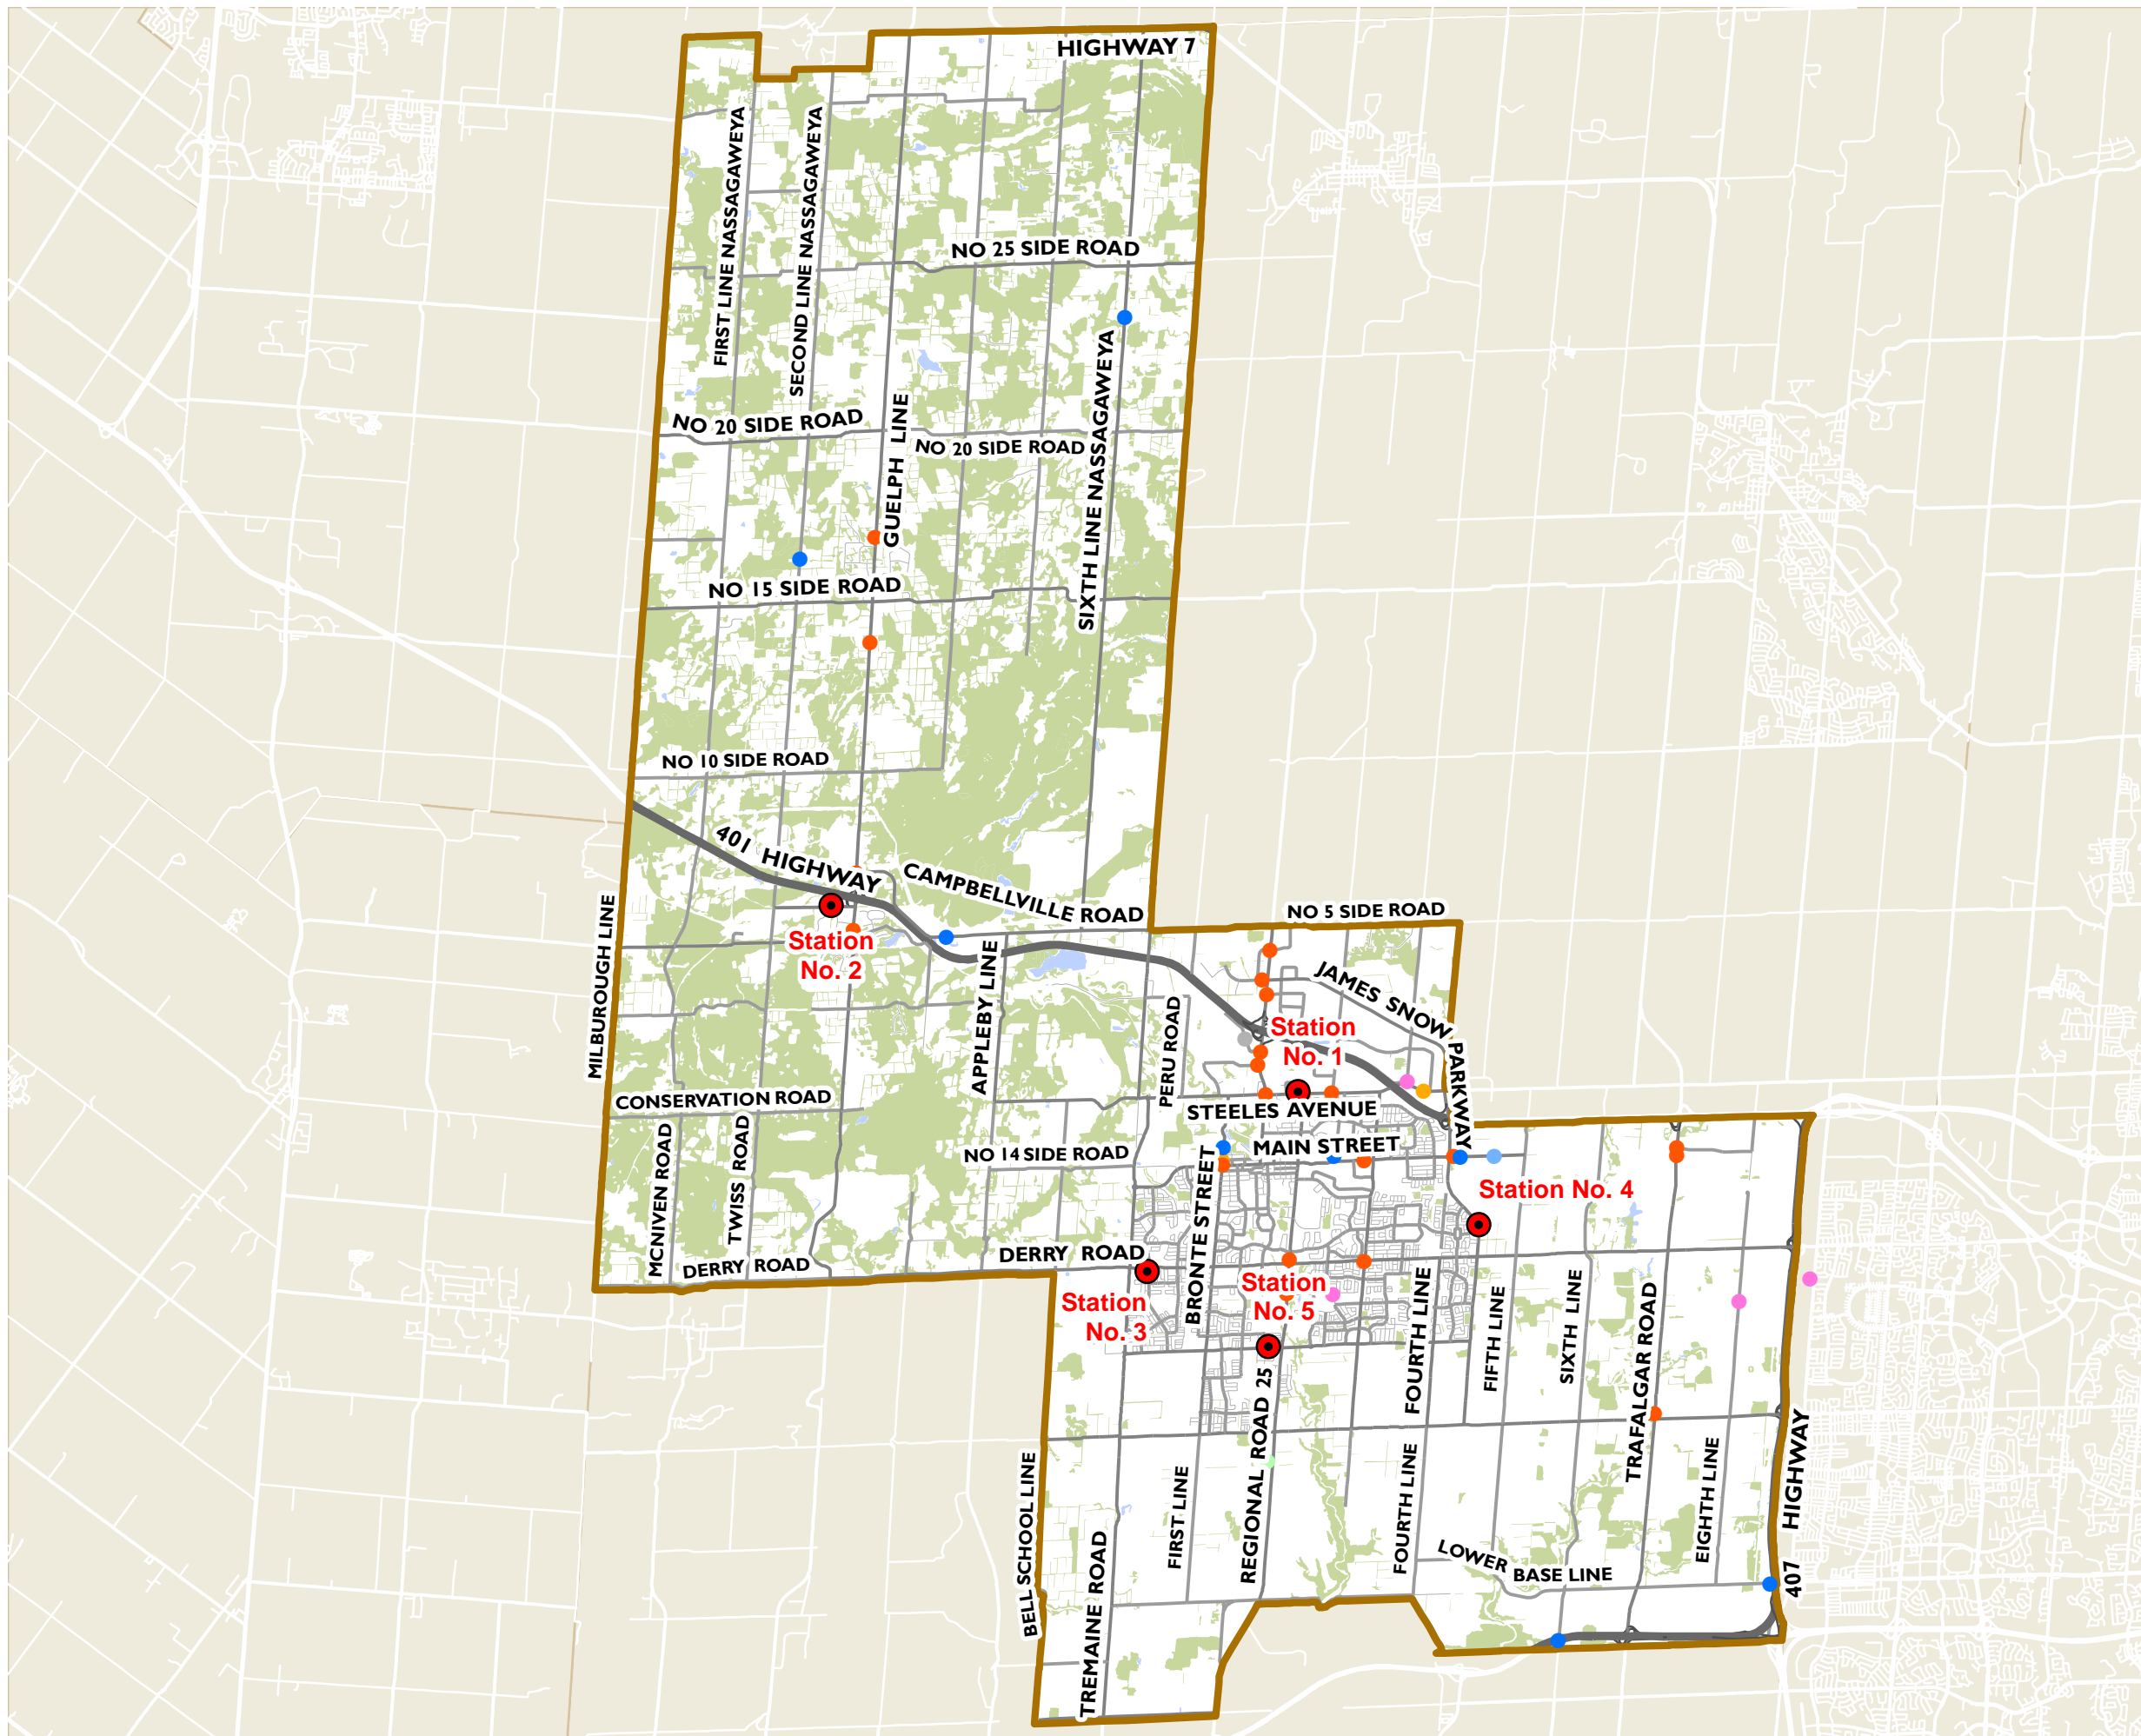 HIGHWAY 7
FIRST LINE NASSAGAWEYA
SECOND LINE NASSAGAWEYA
NO 25 SIDE ROAD
SIXTH LINE NASSAGAWEYA
GUELPH LINE
NO 20 SIDE ROAD
NO 20 SIDE ROAD
NO 15 SIDE ROAD
NO 10 SIDE ROAD
401 HIGHWAY
CAMPBELLVILLE ROAD
NO 5 SIDE ROAD
MILBOROUGH LINE
Station
No. 2
APPLEBY LINE
PERU ROAD
JAMES SNOW
PARKWAY
Station
No. 1
CONSERVATION ROAD
STEELES AVENUE
MAIN STREET
NO 14 SIDE ROAD
MCNIVEN ROAD
TWISS ROAD
BRONTE STREET
Station No. 4
DERRY ROAD
DERRY ROAD
Station
No. 3
Station
No. 5
FOURTH LINE
FIFTH LINE
SIXTH LINE
TRAFALGAR ROAD
REGIONAL ROAD 25
407 HIGHWAY
BELL SCHOOL LINE
FIRST LINE
FOURTH LINE
EIGHTH LINE
TREMAINE ROAD
LOWER BASE LINE